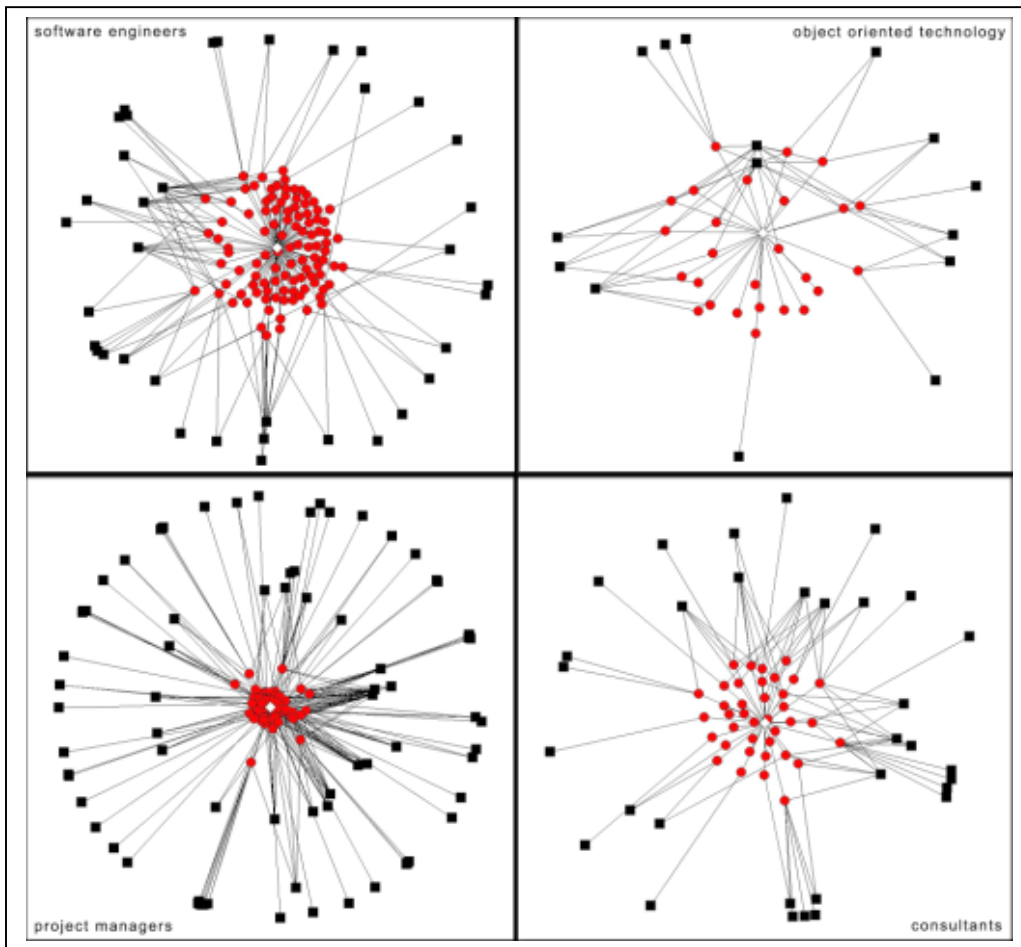 software engineers
object oriented technology
project managers
consultants